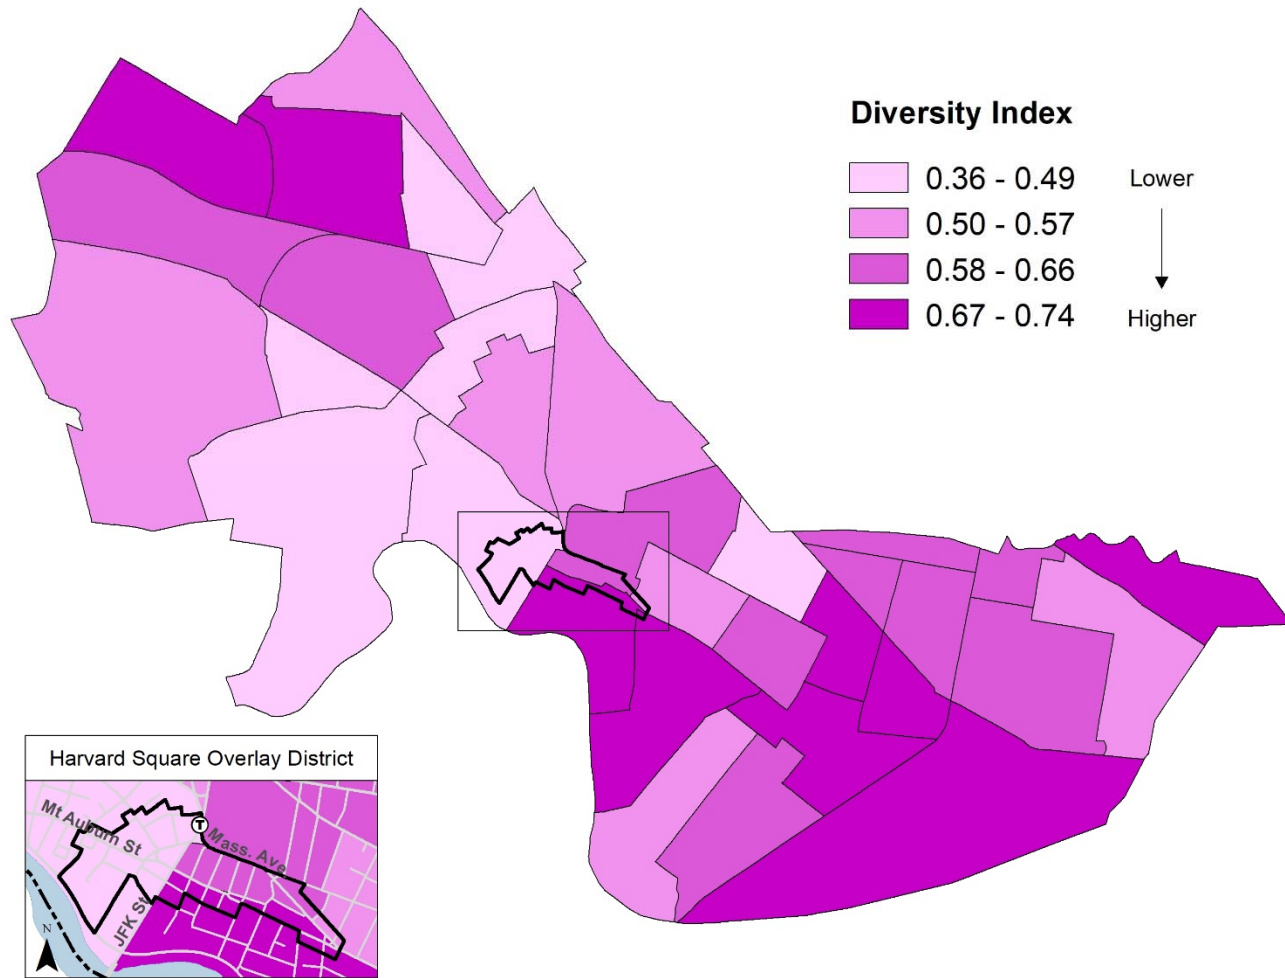 Diversity Index
0.36 - 0.49 Lower
0.50 - 0.57
0.58 - 0.66
0.67 - 0.74 Higher
Harvard Square Overlay District
Mt Auburn St
T
Mass. Ave
JFK St
N